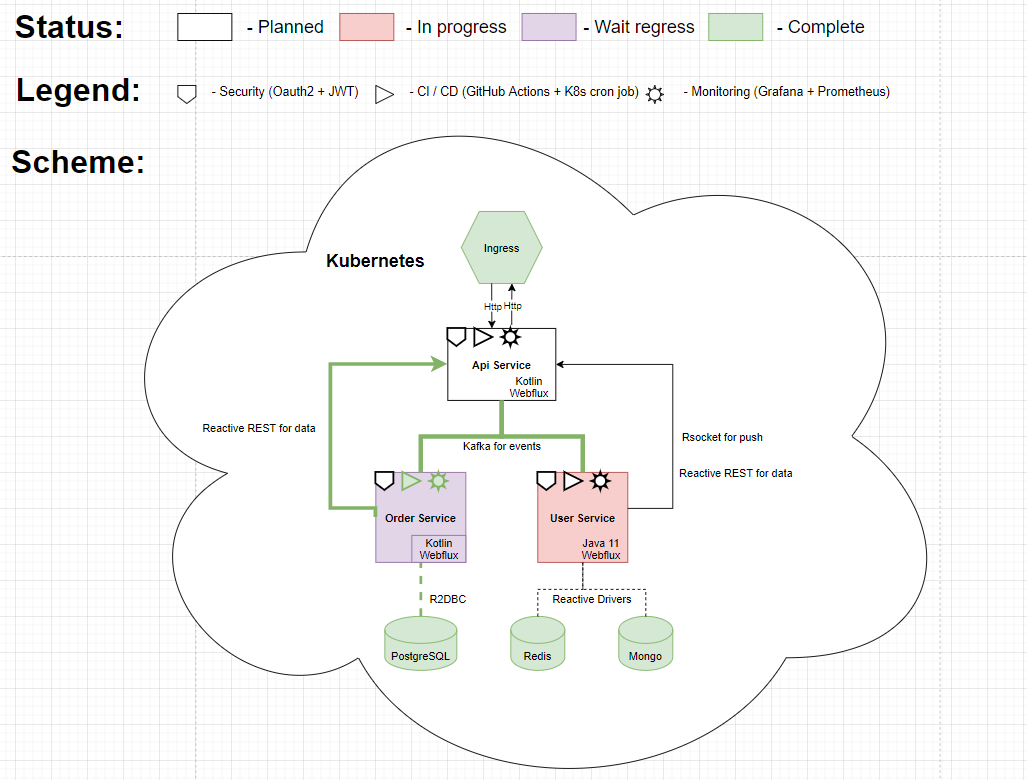 Status:
- Planned
- In progress
- Wait regress
- Complete
Legend:
- Security (Oauth2 + JWT)
- CI / CD (GitHub Actions + K8s cron job)
- Monitoring (Grafana + Prometheus)
Scheme:
Kubernetes
Ingress
Http
Http
Api Service
Kotlin
Webflux
Reactive REST for data
Kafka for events
Rsocket for push
Reactive REST for data
Order Service
Kotlin
Webflux
User Service
Java 11
Webflux
R2DBC
Reactive Drivers
PostgreSQL
Redis
Mongo